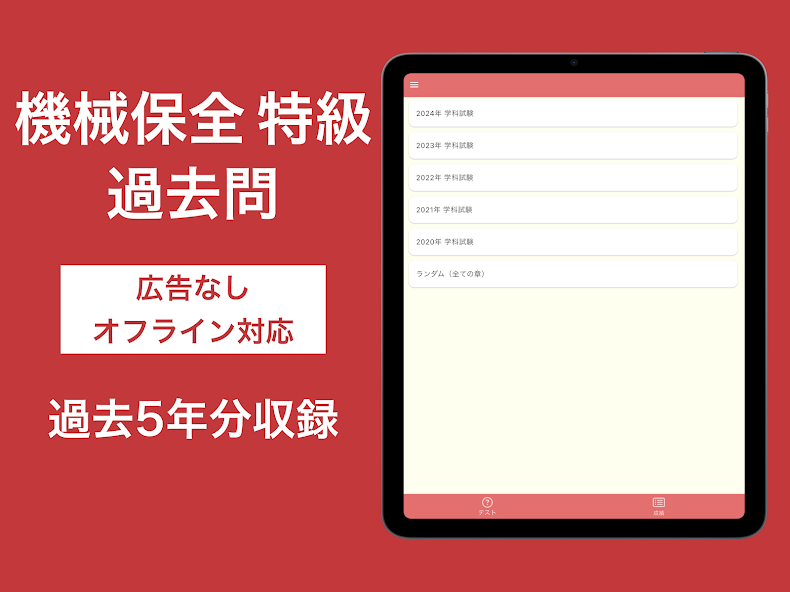 機械保全 特級
過去問
広告なし
オフライン対応
過去5年分収録
2024年 学科試験
2023年 学科試験
2022年 学科試験
2021年 学科試験
2020年 学科試験
ランダム（全ての章）
テスト
成績